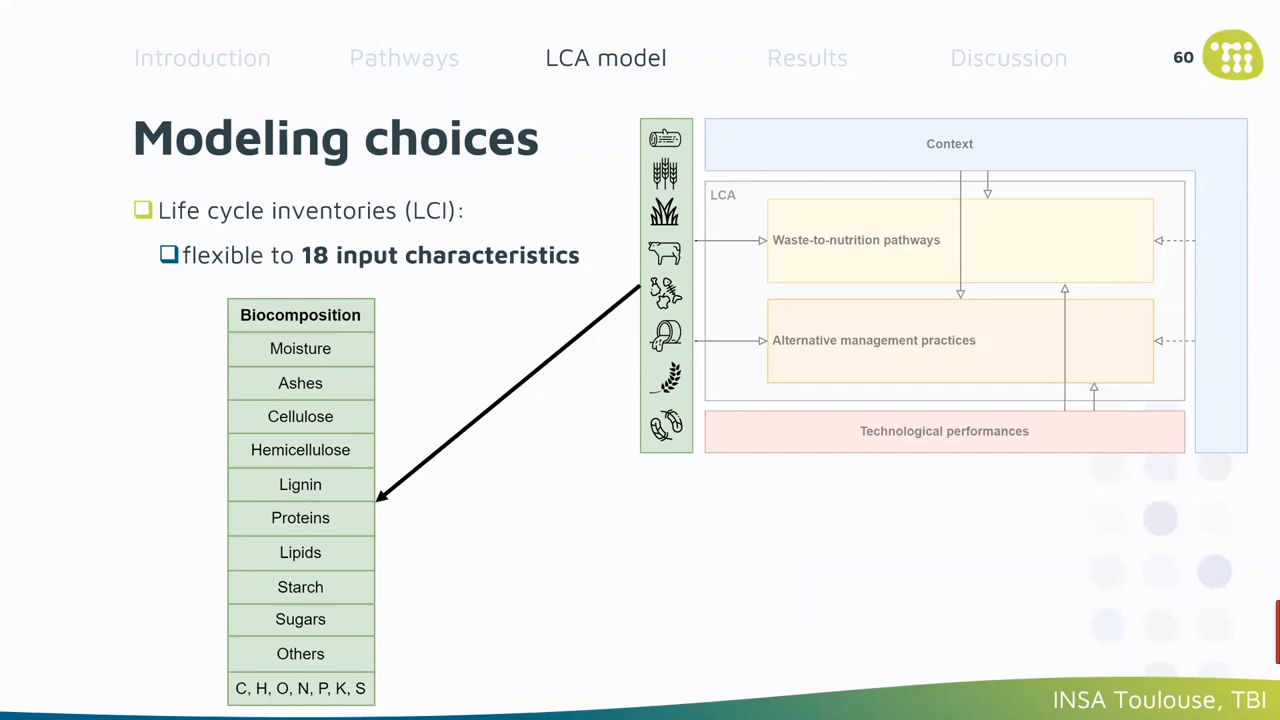 Introduction
Pathways
LCA model
Results
Discussion
60
Modeling choices
Life cycle inventories (LCI):
flexible to 18 input characteristics
Biocomposition
Moisture
Ashes
Cellulose
Hemicellulose
Lignin
Proteins
Lipids
Starch
Sugars
Others
C, H, O, N, P, K, S
Context
LCA
Waste-to-nutrition pathways
Alternative management practices
Technological performances
INSA Toulouse, TBI